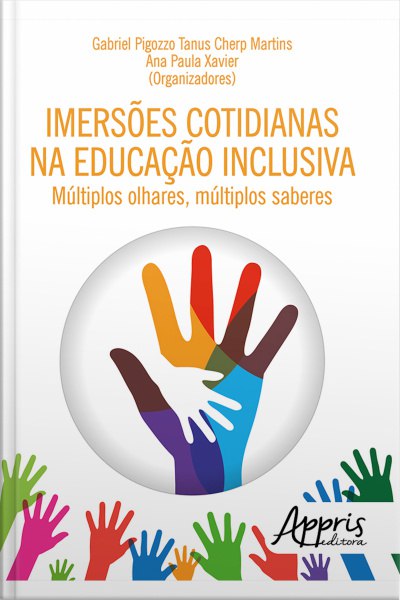 Gabriel Pigozzo Tanus Cherp Martins
Ana Paula Xavier
(Organizadores)
IMERSÕES COTIDIANAS
NA EDUCAÇÃO INCLUSIVA
Múltiplos olhares, múltiplos saberes
Appris
editora